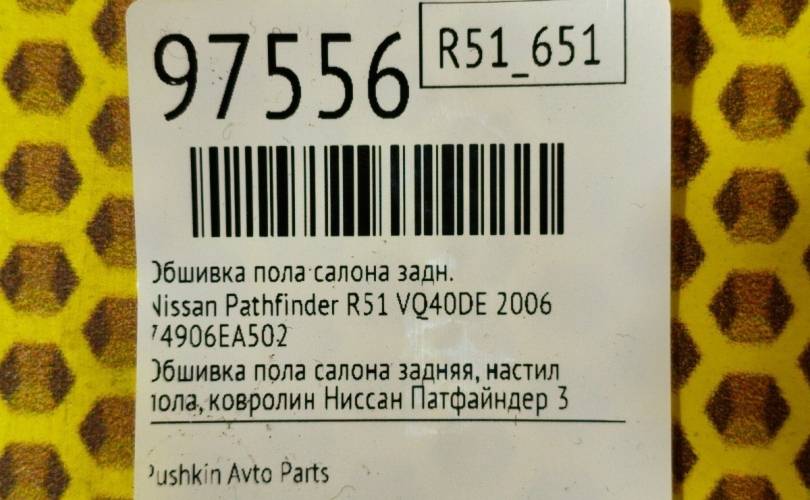 97556
R51_651
Обшивка пола салона задн.
Nissan Pathfinder R51 VQ40DE 2006
74906EA502
Обшивка пола салона задняя, настил
пола, ковролин Ниссан Патфайндер 3
Pushkin Avto Parts